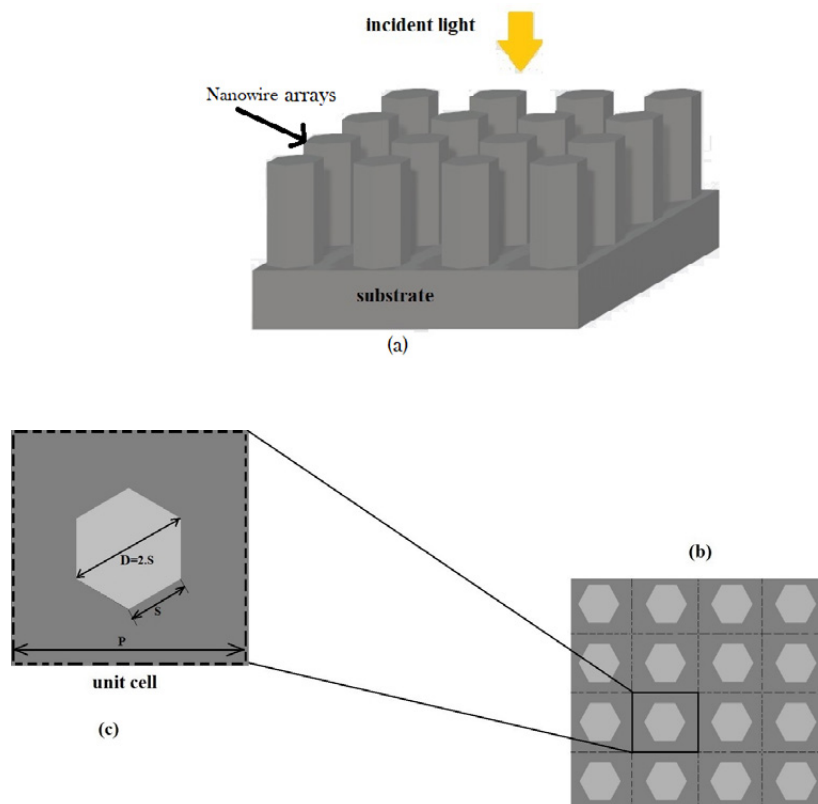 incident light
Nanowire arrays
substrate
(a)
(b)
D=2.S
S
P
unit cell
(c)